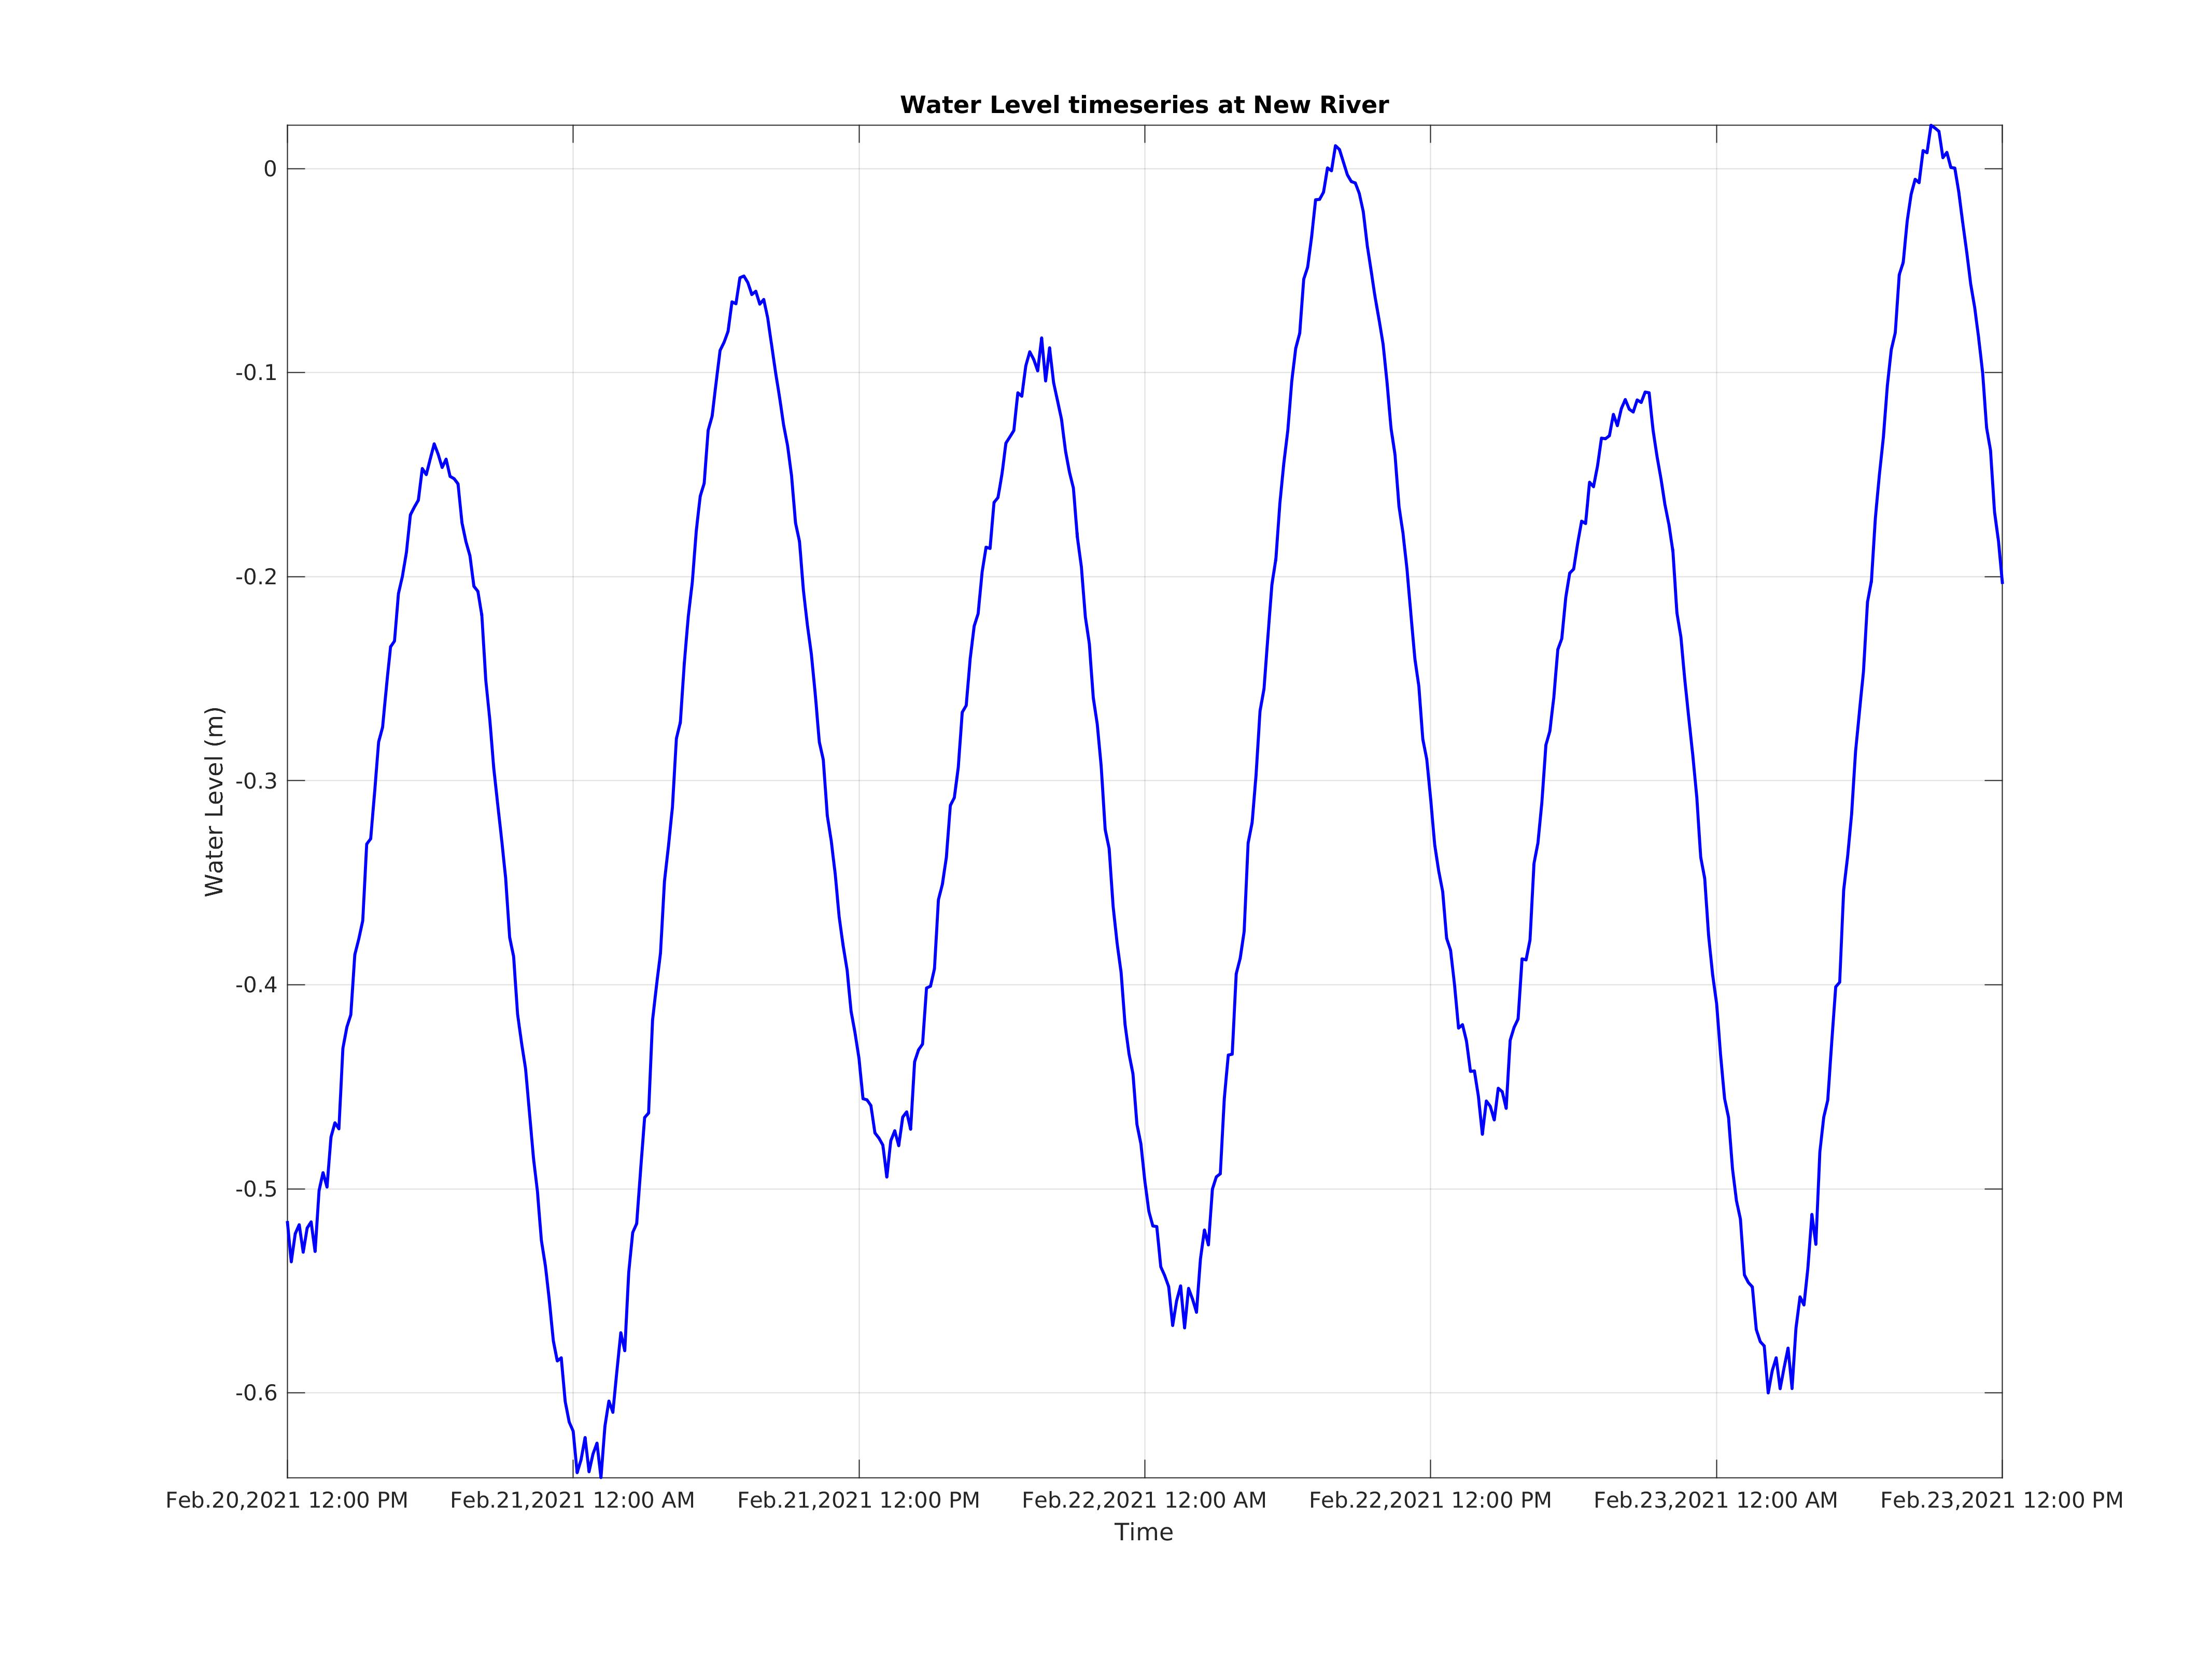 Water Level timeseries at New River
0
-0.1
-0.2
-0.3
-0.4
-0.5
-0.6
Water Level (m)
Feb.20,2021 12:00 PM Feb.21,2021 12:00 AM Feb.21,2021 12:00 PM Feb.22,2021 12:00 AM Feb.22,2021 12:00 PM Feb.23,2021 12:00 AM Feb.23,2021 12:00 PM
Time